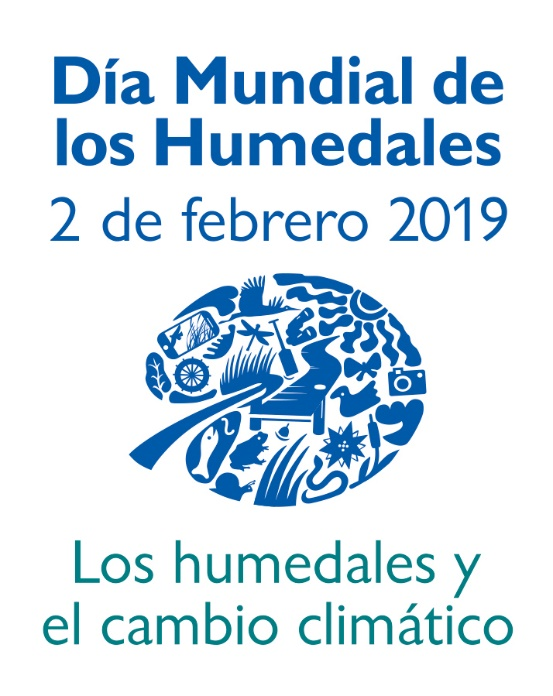 Día Mundial de
los Humedales
2 de febrero 2019
Los humedales y
el cambio climático